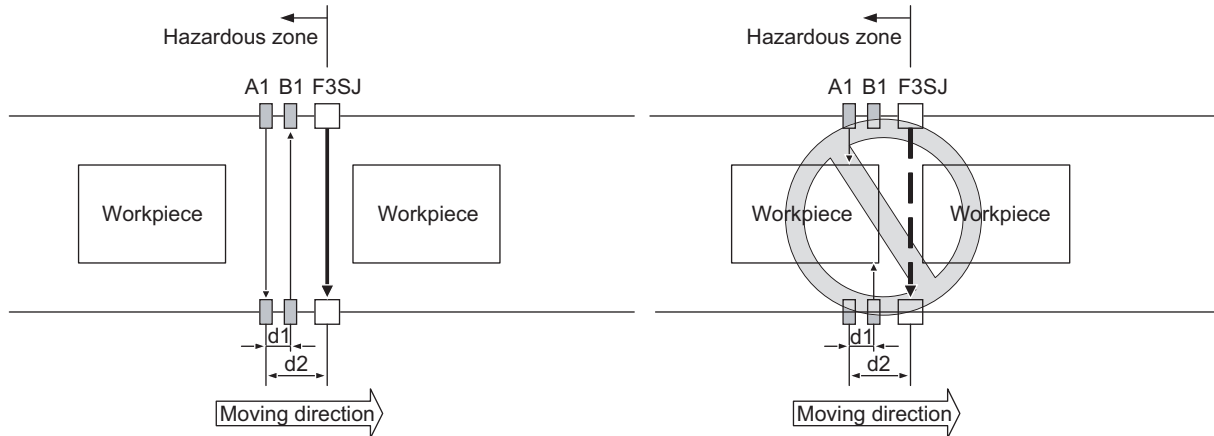 Hazardous zone
A1 B1 F3SJ
Workpiece
Workpiece
d1
d2
Moving direction
Hazardous zone
A1 B1 F3SJ
Workpiece
Workpiece
d1
d2
Moving direction